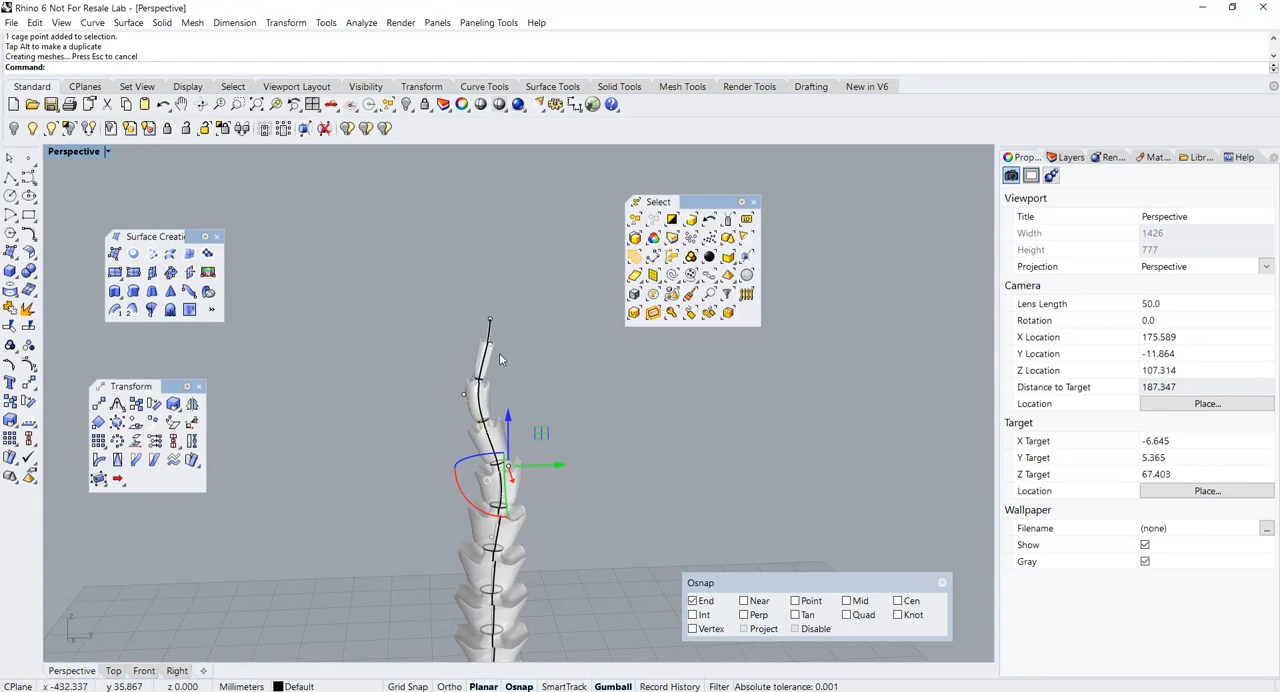 Rhino 6 Not For Resale Lab - [Perspective]
File Edit View Curve Surface Solid Mesh Dimension Transform Tools Analyze Render Panels Paneling Tools Help
1 cage point added to selection.
Tap Alt to make a duplicate
Creating meshes... Press Esc to cancel
Command:
Standard CPlanes Set View Display Select Viewport Layout Visibility Transform Curve Tools Surface Tools Solid Tools Mesh Tools Render Tools Drafting New in V6
Perspective
Prop... Layers Ren... Mat... Libr... Help
Viewport
Title Perspective
Width 1426
Height 777
Projection Perspective
Camera
Lens Length 50.0
Rotation 0.0
X Location 175.589
Y Location -11.864
Z Location 107.314
Distance to Target 187.347
Location Place...
Target
X Target -6.645
Y Target 5.365
Z Target 67.403
Location Place...
Wallpaper
Filename (none) ...
Show
Gray
Select
Surface Creati
1 2 »
Transform
z
x y
Osnap
End Near Point Mid Cen
Int Perp Tan Quad Knot
Vertex Project Disable
Perspective Top Front Right
CPlane x -432.337 y 35.867 z 0.000 Millimeters Default Grid Snap Ortho Planar Osnap SmartTrack Gumball Record History Filter Absolute tolerance: 0.001